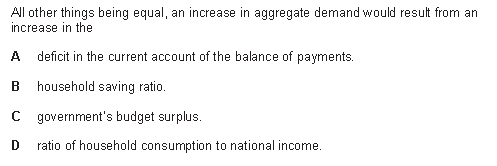 All other things being equal, an increase in aggregate demand would result from an
increase in the
A deficit in the current account of the balance of payments.
B household saving ratio.
C government's budget surplus.
D ratio of household consumption to national income.